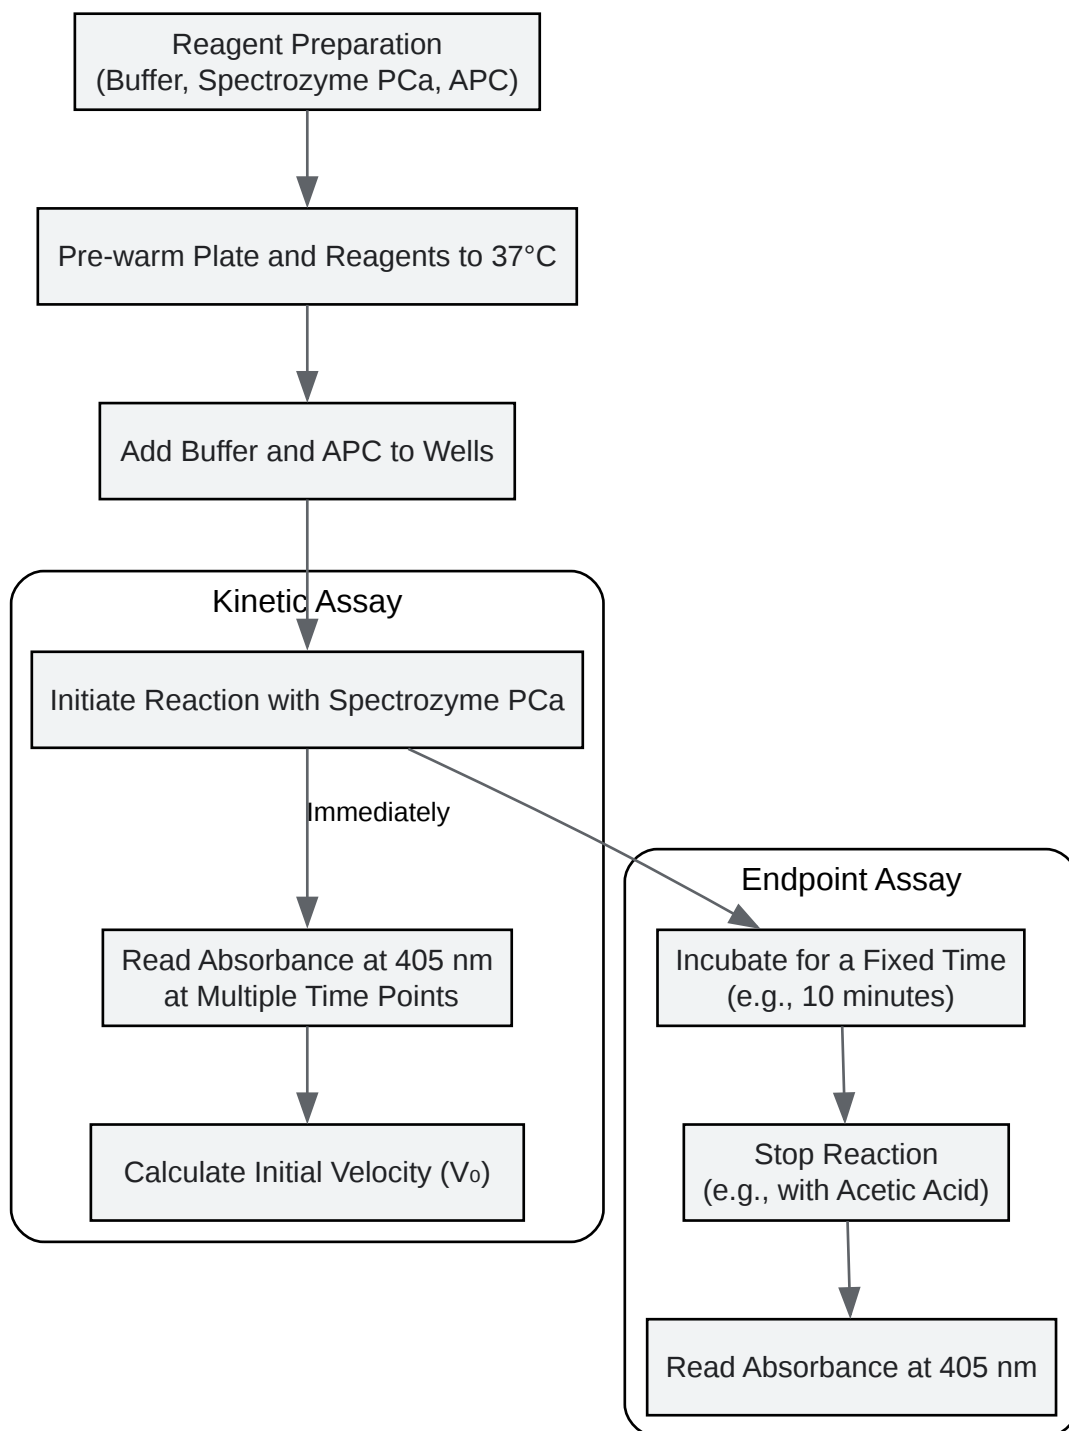 Reagent Preparation
(Buffer, Spectrozyme PCa, APC)
Pre-warm Plate and Reagents to 37°C
Add Buffer and APC to Wells
Kinetic Assay
Initiate Reaction with Spectrozyme PCa
Immediately
Read Absorbance at 405 nm
at Multiple Time Points
Calculate Initial Velocity (V₀)
Endpoint Assay
Incubate for a Fixed Time
(e.g., 10 minutes)
Stop Reaction
(e.g., with Acetic Acid)
Read Absorbance at 405 nm